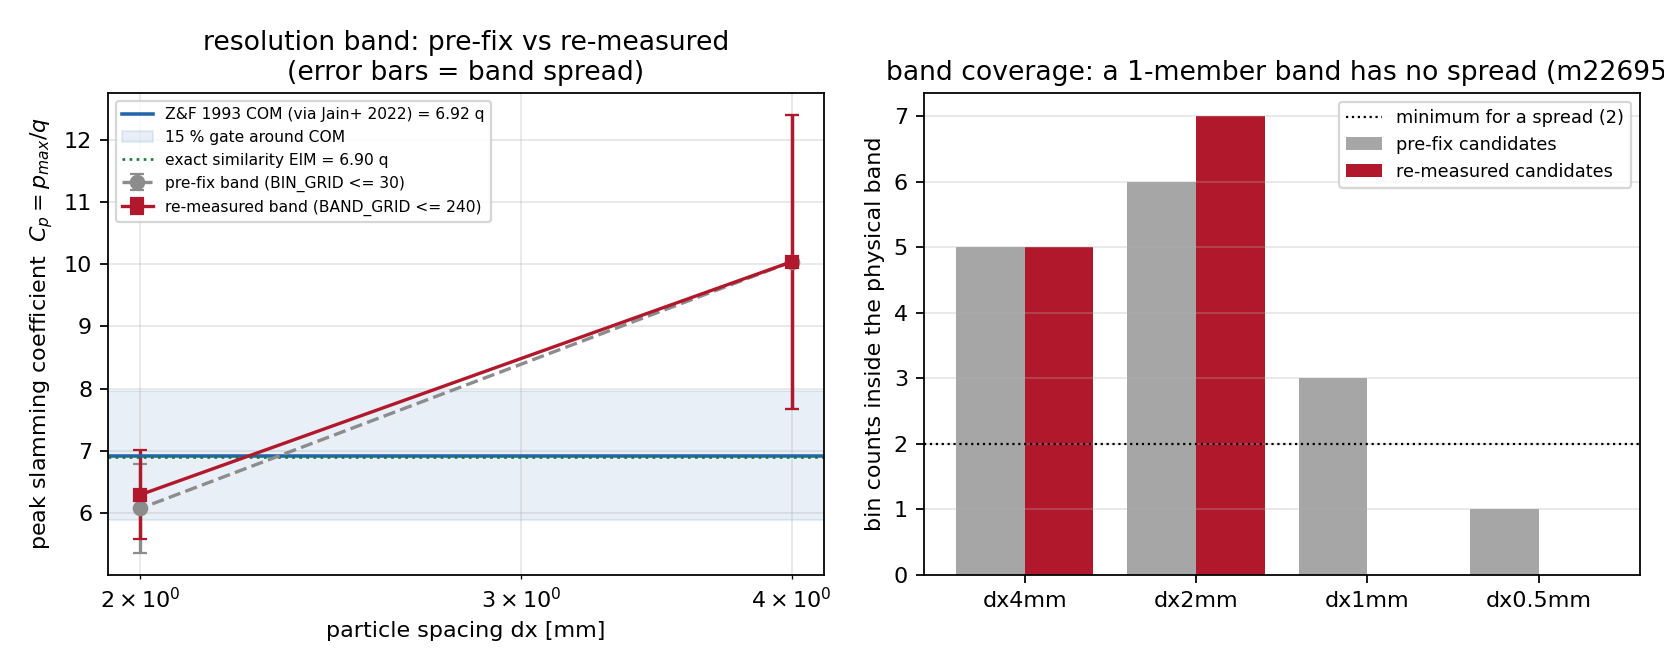 resolution band: pre-fix vs re-measured
(error bars = band spread)
Z&F 1993 COM (via Jain+ 2022) = 6.92 q
15 % gate around COM
exact similarity EIM = 6.90 q
pre-fix band (BIN_GRID <= 30)
re-measured band (BAND_GRID <= 240)
peak slamming coefficient C_p = p_max/q
12
11
10
9
8
7
6
2 × 10^0
3 × 10^0
4 × 10^0
particle spacing dx [mm]
band coverage: a 1-member band has no spread (m22695
minimum for a spread (2)
pre-fix candidates
re-measured candidates
bin counts inside the physical band
7
6
5
4
3
2
1
0
dx4mm
dx2mm
dx1mm
dx0.5mm